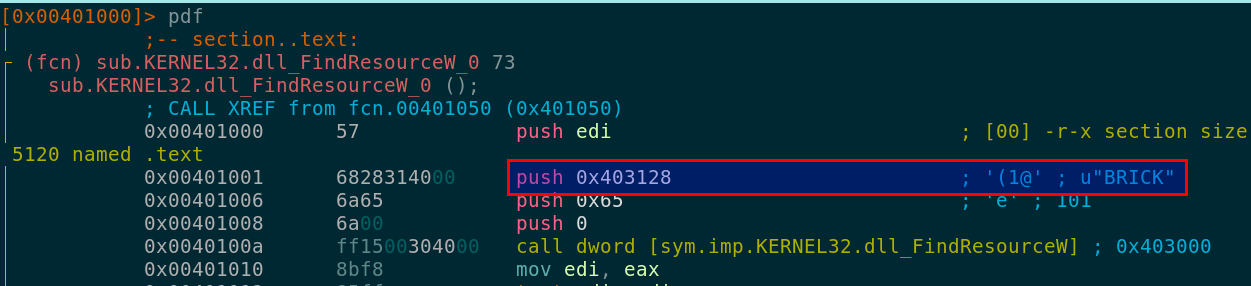 [0x00401000]> pdf
;-- section..text:
(fcn) sub.KERNEL32.dll_FindResourceW_0 73
sub.KERNEL32.dll_FindResourceW_0 ();
; CALL XREF from fcn.00401050 (0x401050)
0x00401000 57 push edi ; [00] -r-x section size
5120 named .text
0x00401001 6828314000 push 0x403128 ; '(1@' ; u"BRICK"
0x00401006 6a65 push 0x65 ; 'e' ; 101
0x00401008 6a00 push 0
0x0040100a ff1500304000 call dword [sym.imp.KERNEL32.dll_FindResourceW] ; 0x403000
0x00401010 8bf8 mov edi, eax